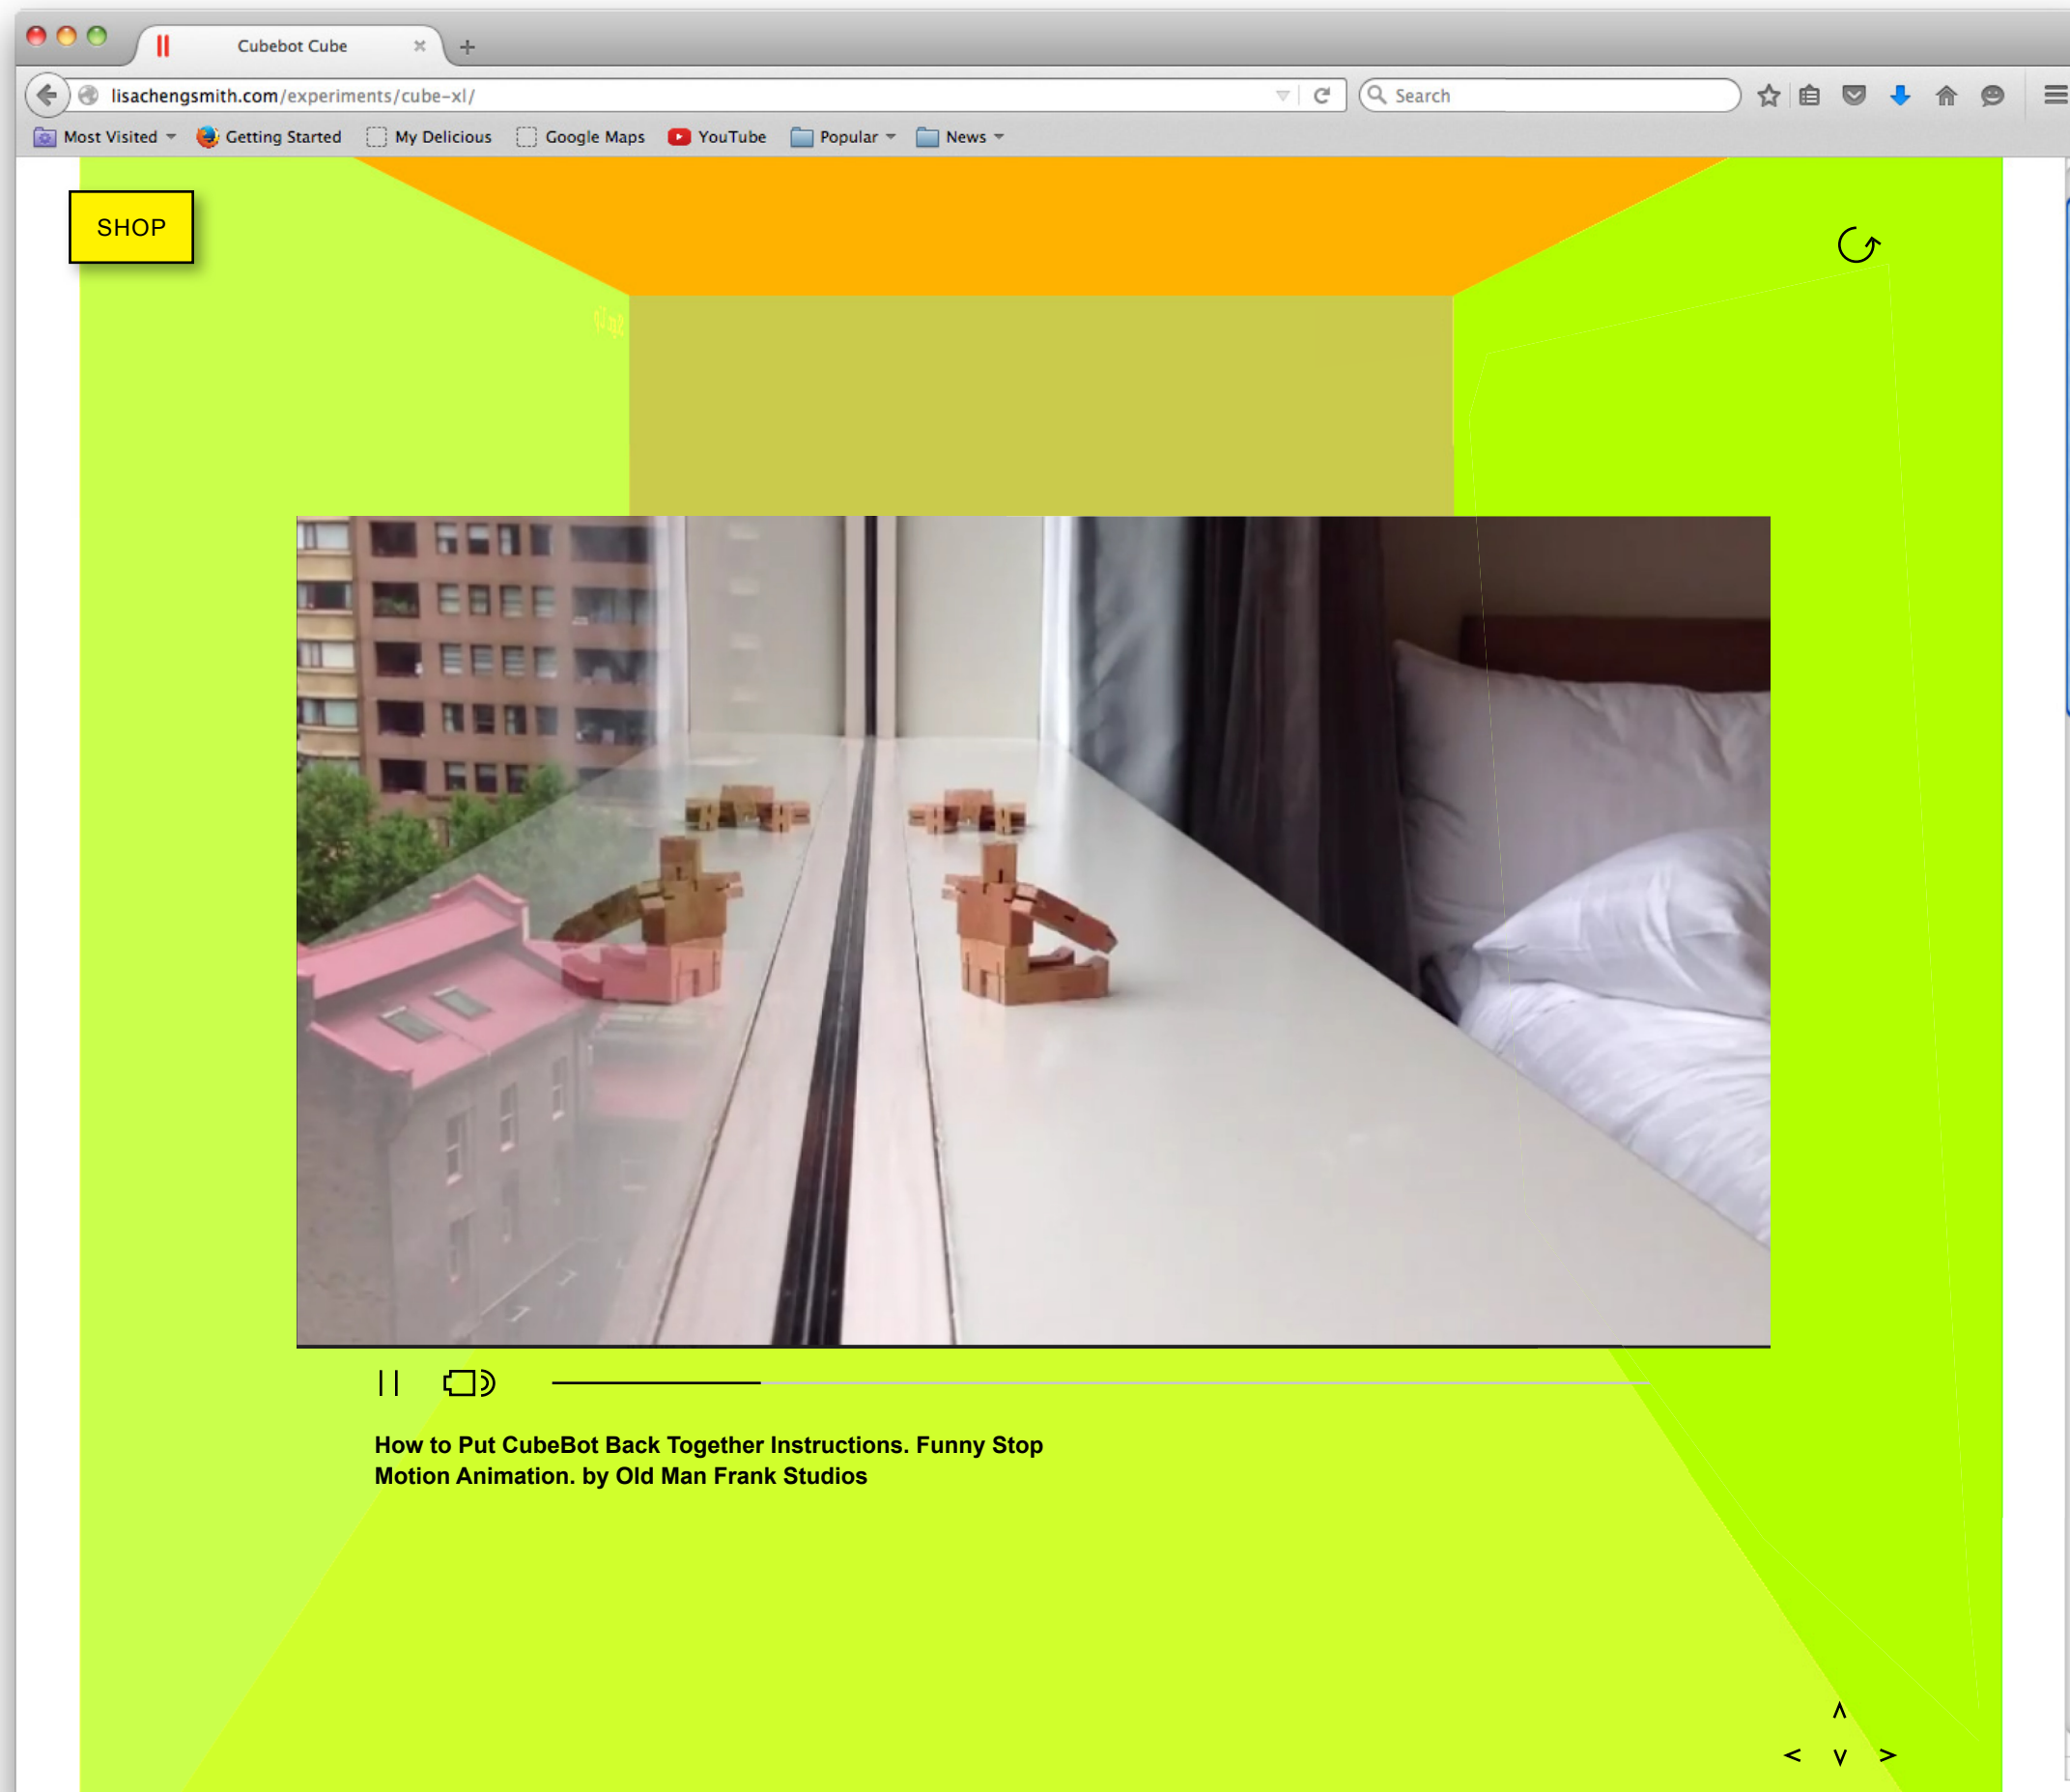 Cubebot Cube
lisachengsmith.com/experiments/cube-xl/
Search
Most Visited Getting Started My Delicious Google Maps YouTube Popular News
SHOP
How to Put CubeBot Back Together Instructions. Funny Stop
Motion Animation. by Old Man Frank Studios